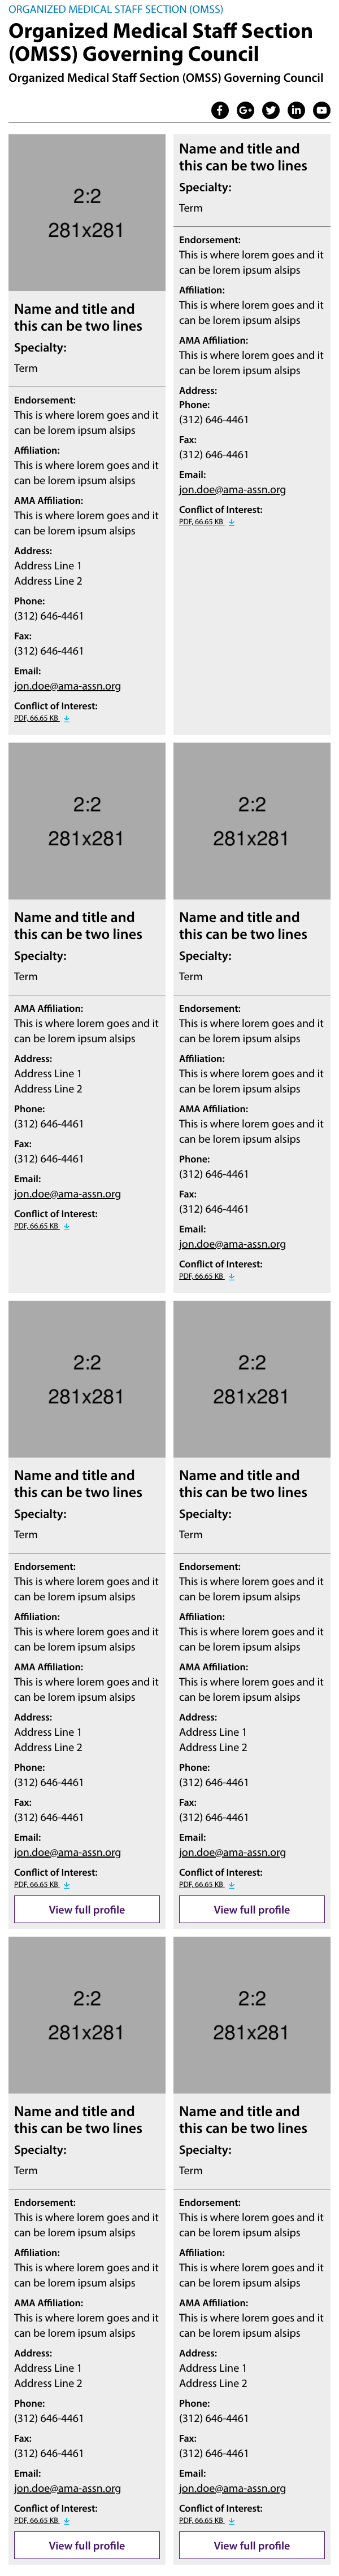 ORGANIZED MEDICAL STAFF SECTION (OMSS)
Organized Medical Staff Section
(OMSS) Governing Council
Organized Medical Staff Section (OMSS) Governing Council
2:2
281x281
Name and title and
this can be two lines
Specialty:
Term
Endorsement:
This is where lorem goes and it
can be lorem ipsum alsips
Affiliation:
This is where lorem goes and it
can be lorem ipsum alsips
AMA Affiliation:
This is where lorem goes and it
can be lorem ipsum alsips
Address:
Address Line 1
Address Line 2
Phone:
(312) 646-4461
Fax:
(312) 646-4461
Email:
jon.doe@ama-assn.org
Conflict of Interest:
PDF, 66.65 KB
Name and title and
this can be two lines
Specialty:
Term
Endorsement:
This is where lorem goes and it
can be lorem ipsum alsips
Affiliation:
This is where lorem goes and it
can be lorem ipsum alsips
AMA Affiliation:
This is where lorem goes and it
can be lorem ipsum alsips
Address:
Phone:
(312) 646-4461
Fax:
(312) 646-4461
Email:
jon.doe@ama-assn.org
Conflict of Interest:
PDF, 66.65 KB
2:2
281x281
Name and title and
this can be two lines
Specialty:
Term
AMA Affiliation:
This is where lorem goes and it
can be lorem ipsum alsips
Address:
Address Line 1
Address Line 2
Phone:
(312) 646-4461
Fax:
(312) 646-4461
Email:
jon.doe@ama-assn.org
Conflict of Interest:
PDF, 66.65 KB
2:2
281x281
Name and title and
this can be two lines
Specialty:
Term
Endorsement:
This is where lorem goes and it
can be lorem ipsum alsips
Affiliation:
This is where lorem goes and it
can be lorem ipsum alsips
AMA Affiliation:
This is where lorem goes and it
can be lorem ipsum alsips
Phone:
(312) 646-4461
Fax:
(312) 646-4461
Email:
jon.doe@ama-assn.org
Conflict of Interest:
PDF, 66.65 KB
2:2
281x281
Name and title and
this can be two lines
Specialty:
Term
Endorsement:
This is where lorem goes and it
can be lorem ipsum alsips
Affiliation:
This is where lorem goes and it
can be lorem ipsum alsips
AMA Affiliation:
This is where lorem goes and it
can be lorem ipsum alsips
Address:
Address Line 1
Address Line 2
Phone:
(312) 646-4461
Fax:
(312) 646-4461
Email:
jon.doe@ama-assn.org
Conflict of Interest:
PDF, 66.65 KB
View full profile
2:2
281x281
Name and title and
this can be two lines
Specialty:
Term
Endorsement:
This is where lorem goes and it
can be lorem ipsum alsips
Affiliation:
This is where lorem goes and it
can be lorem ipsum alsips
AMA Affiliation:
This is where lorem goes and it
can be lorem ipsum alsips
Address:
Address Line 1
Address Line 2
Phone:
(312) 646-4461
Fax:
(312) 646-4461
Email:
jon.doe@ama-assn.org
Conflict of Interest:
PDF, 66.65 KB
View full profile
2:2
281x281
Name and title and
this can be two lines
Specialty:
Term
Endorsement:
This is where lorem goes and it
can be lorem ipsum alsips
Affiliation:
This is where lorem goes and it
can be lorem ipsum alsips
AMA Affiliation:
This is where lorem goes and it
can be lorem ipsum alsips
Address:
Address Line 1
Address Line 2
Phone:
(312) 646-4461
Fax:
(312) 646-4461
Email:
jon.doe@ama-assn.org
Conflict of Interest:
PDF, 66.65 KB
View full profile
2:2
281x281
Name and title and
this can be two lines
Specialty:
Term
Endorsement:
This is where lorem goes and it
can be lorem ipsum alsips
Affiliation:
This is where lorem goes and it
can be lorem ipsum alsips
AMA Affiliation:
This is where lorem goes and it
can be lorem ipsum alsips
Address:
Address Line 1
Address Line 2
Phone:
(312) 646-4461
Fax:
(312) 646-4461
Email:
jon.doe@ama-assn.org
Conflict of Interest:
PDF, 66.65 KB
View full profile